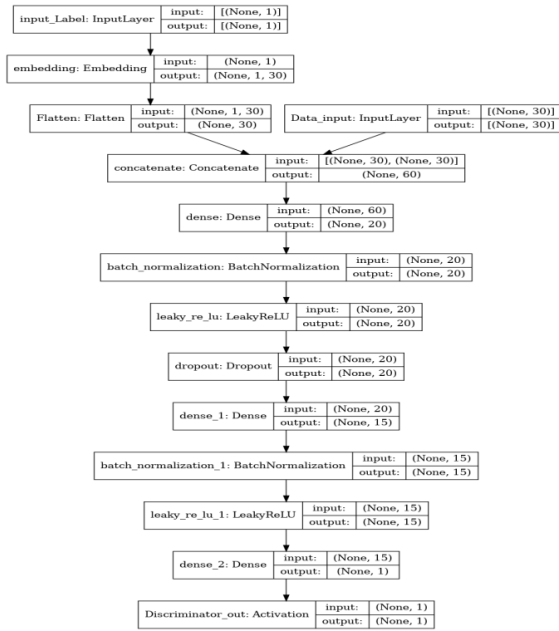 input_Label: InputLayer
input: [(None, 1)]
output: [(None, 1)]
embedding: Embedding
input: (None, 1)
output: (None, 1, 30)
Flatten: Flatten
input: (None, 1, 30)
output: (None, 30)
Data_input: InputLayer
input: [(None, 30)]
output: [(None, 30)]
concatenate: Concatenate
input: [(None, 30), (None, 30)]
output: (None, 60)
dense: Dense
input: (None, 60)
output: (None, 20)
batch_normalization: BatchNormalization
input: (None, 20)
output: (None, 20)
leaky_re_lu: LeakyReLU
input: (None, 20)
output: (None, 20)
dropout: Dropout
input: (None, 20)
output: (None, 20)
dense_1: Dense
input: (None, 20)
output: (None, 15)
batch_normalization_1: BatchNormalization
input: (None, 15)
output: (None, 15)
leaky_re_lu_1: LeakyReLU
input: (None, 15)
output: (None, 15)
dense_2: Dense
input: (None, 15)
output: (None, 1)
Discriminator_out: Activation
input: (None, 1)
output: (None, 1)